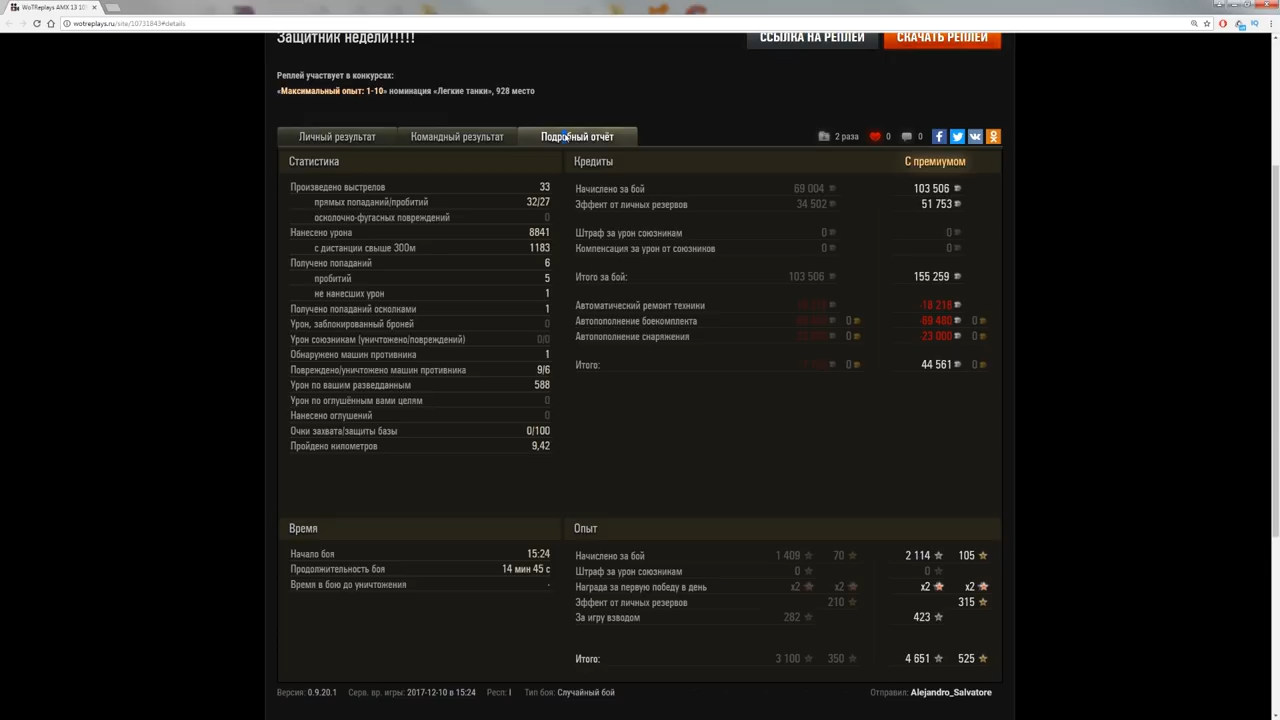 WoTReplays AMX 13 10
wotreplays.ru/site/10731843#details
Защитник недели!!!!!
ССЫЛКА НА РЕПЛЕЙ
СКАЧАТЬ РЕПЛЕЙ
Реплей участвует в конкурсах:
«Максимальный опыт: 1-10» номинация «Легкие танки», 928 место
Личный результат
Командный результат
Подробный отчёт
2 раза
0
0
Статистика
Произведено выстрелов 33
прямых попаданий/пробитий 32/27
осколочно-фугасных повреждений 0
Нанесено урона 8841
с дистанции свыше 300м 1183
Получено попаданий 6
пробитий 5
не нанесших урон 1
Получено попаданий осколками 1
Урон, заблокированный броней 0
Урон союзникам (уничтожено/повреждений) 0/0
Обнаружено машин противника 1
Повреждено/уничтожено машин противника 9/6
Урон по вашим разведданным 588
Урон по оглушённым вами целям 0
Нанесено оглушений 0
Очки захвата/защиты базы 0/100
Пройдено километров 9,42
Кредиты С премиумом
Начислено за бой 69 004 103 506
Эффект от личных резервов 34 502 51 753
Штраф за урон союзникам 0 0
Компенсация за урон от союзников 0 0
Итого за бой: 103 506 155 259
Автоматический ремонт техники -18 218
Автопополнение боекомплекта 0 -69 480 0
Автопополнение снаряжения 0 -23 000 0
Итого: 0 44 561 0
Время
Начало боя 15:24
Продолжительность боя 14 мин 45 с
Время в бою до уничтожения -
Опыт
Начислено за бой 1 409 70 2 114 105
Штраф за урон союзникам 0 0
Награда за первую победу в день x2 x2 x2 x2
Эффект от личных резервов 210 315
За игру взводом 282 423
Итого: 3 100 350 4 651 525
Версия: 0.9.20.1 Серв. вр. игры: 2017-12-10 в 15:24 Респ: I Тип боя: Случайный бой Отправил: Alejandro_Salvatore